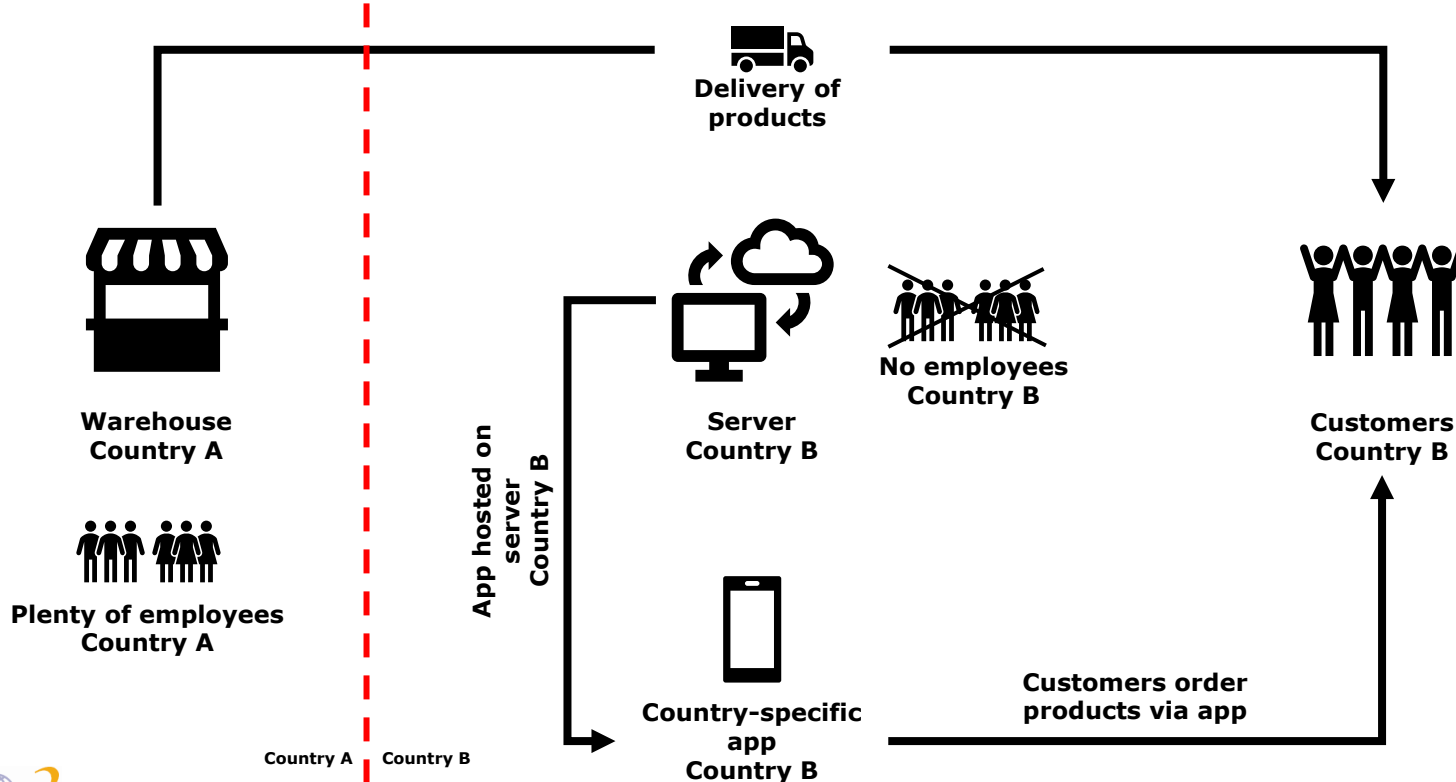 Delivery of
products
Warehouse
Country A
Plenty of employees
Country A
Server
Country B
No employees
Country B
Customers
Country B
App hosted on
server
Country B
Country-specific
app
Country B
Customers order
products via app
Country A
Country B